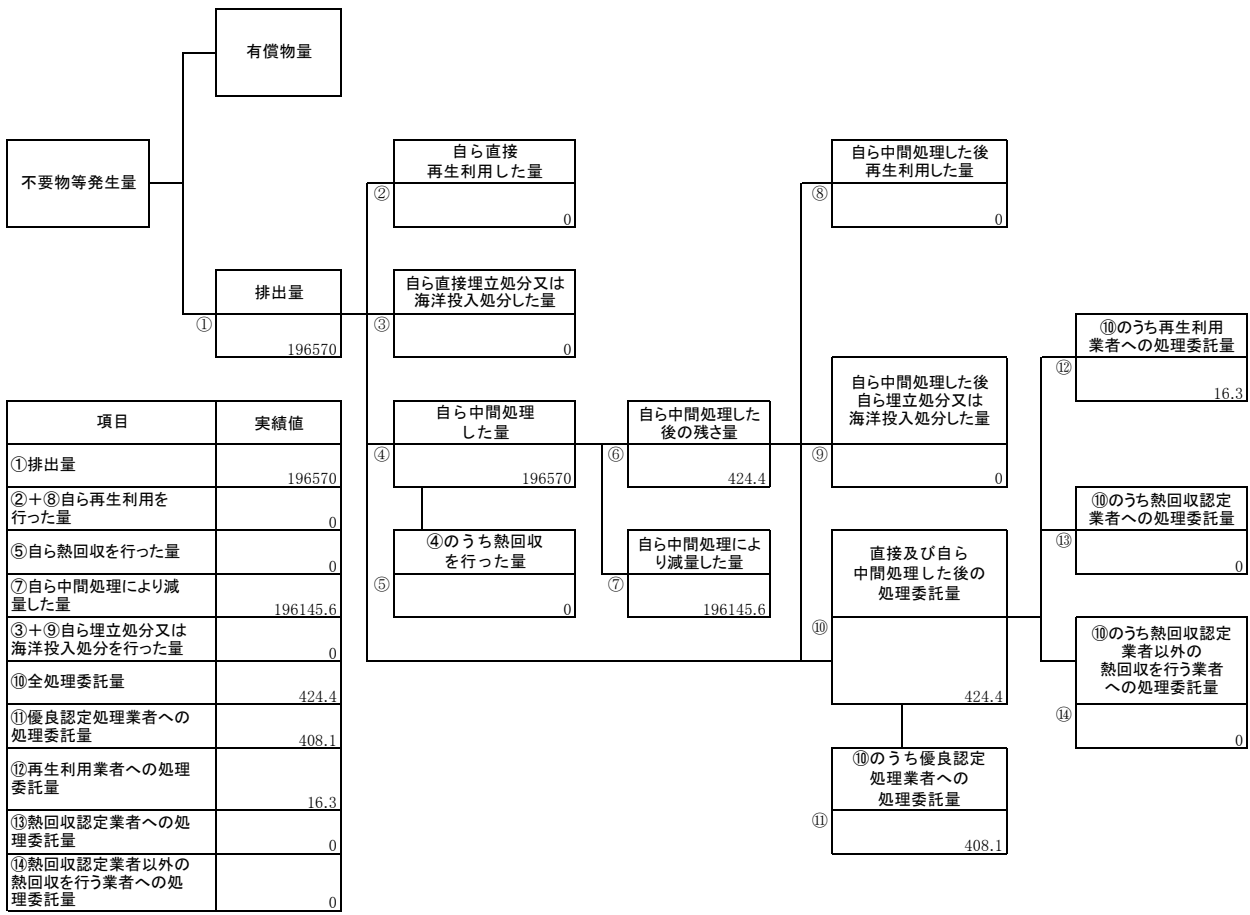 有償物量
不要物等発生量
自ら直接
再生利用した量
②
0
自ら中間処理した後
再生利用した量
⑧
0
排出量
①
196570
自ら直接埋立処分又は
海洋投入処分した量
③
0
⑩のうち再生利用
業者への処理委託量
⑫
16.3
自ら中間処理
した量
④
196570
自ら中間処理した
後の残さ量
⑥
424.4
自ら中間処理した後
自ら埋立処分又は
海洋投入処分した量
⑨
0
④のうち熱回収
を行った量
⑤
0
自ら中間処理によ
り減量した量
⑦
196145.6
直接及び自ら
中間処理した後の
処理委託量
⑩
424.4
⑩のうち熱回収認定
業者への処理委託量
⑬
0
⑩のうち熱回収認定
業者以外の
熱回収を行う業者
への処理委託量
⑭
0
⑩のうち優良認定
処理業者への
処理委託量
⑪
408.1
項目 実績値
①排出量
196570
②+⑧自ら再生利用を
行った量
0
⑤自ら熱回収を行った量
0
⑦自ら中間処理により減
量した量
196145.6
③+⑨自ら埋立処分又は
海洋投入処分を行った量
0
⑩全処理委託量
424.4
⑪優良認定処理業者への
処理委託量
408.1
⑫再生利用業者への処理
委託量
16.3
⑬熱回収認定業者への処
理委託量
0
⑭熱回収認定業者以外の
熱回収を行う業者への処
理委託量
0